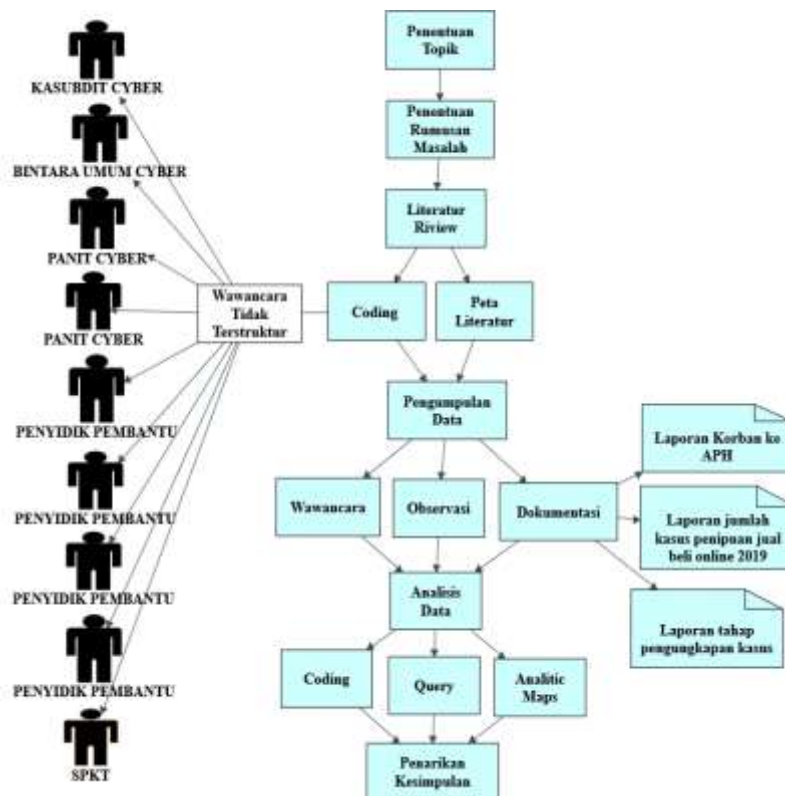 KASUBDIT CYBER
BINTARA UMUM CYBER
PANIT CYBER
PANIT CYBER
PENYIDIK PEMBANTU
PENYIDIK PEMBANTU
PENYIDIK PEMBANTU
PENYIDIK PEMBANTU
SPKT
Wawancara
Tidak
Terstruktur
Penentuan
Topik
Penentuan
Rumusan
Masalah
Literatur
Riview
Coding
Peta
Literatur
Pengumpulan
Data
Wawancara
Observasi
Dokumentasi
Laporan Korban ke
APH
Laporan jumlah
kasus penipuan jual
beli online 2019
Laporan tahap
pengungkapan kasus
Analisis
Data
Coding
Query
Analitic
Maps
Penarikan
Kesimpulan